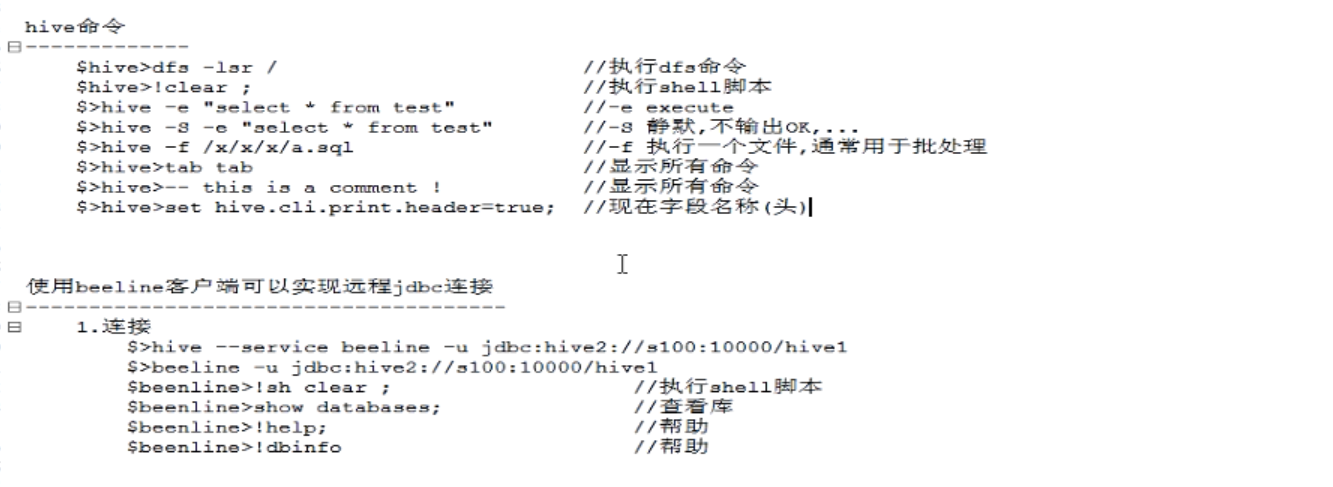 hive命令
-------------
$hive>dfs -lsr / //执行dfs命令
$hive>!clear ; //执行shell脚本
$>hive -e "select * from test" //-e execute
$>hive -S -e "select * from test" //-S 静默,不输出OK,...
$>hive -f /x/x/x/a.sql //-f 执行一个文件,通常用于批处理
$>hive>tab tab //显示所有命令
$>hive>-- this is a comment ! //显示所有命令
$>hive>set hive.cli.print.header=true; //现在字段名称(头)
使用beeline客户端可以实现远程jdbc连接
--------------------------------------
1.连接
$>hive --service beeline -u jdbc:hive2://s100:10000/hive1
$>beeline -u jdbc:hive2://s100:10000/hive1
$beenline>!sh clear ; //执行shell脚本
$beenline>show databases; //查看库
$beenline>!help; //帮助
$beenline>!dbinfo //帮助